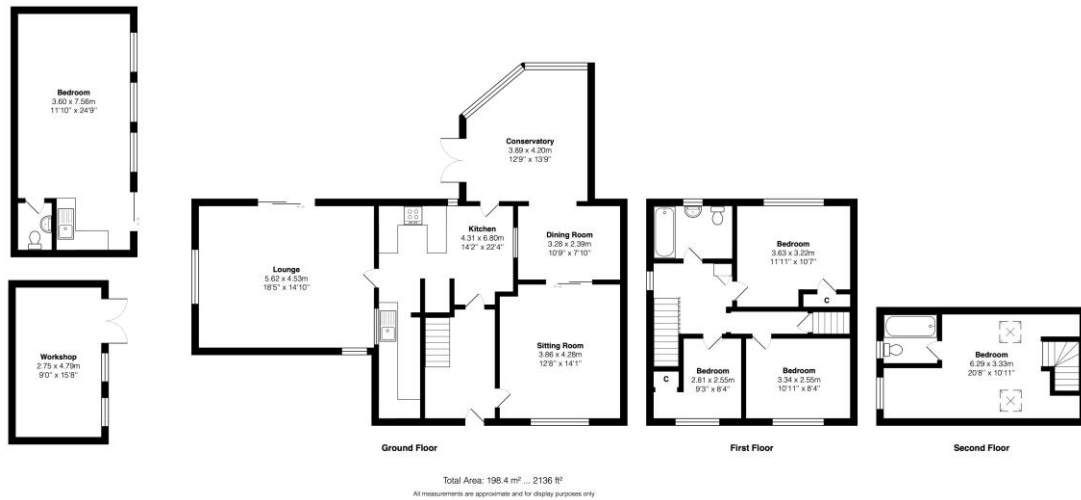 Bedroom
3.60 x 7.56m
11'10" x 24'9"
Workshop
2.75 x 4.79m
9'0" x 15'8"
Conservatory
3.89 x 4.20m
12'9" x 13'9"
Kitchen
4.31 x 6.80m
14'2" x 22'4"
Dining Room
3.28 x 2.39m
10'9" x 7'10"
Lounge
5.62 x 4.53m
18'5" x 14'10"
Sitting Room
3.86 x 4.28m
12'8" x 14'1"
Ground Floor
Bedroom
3.63 x 3.22m
11'11" x 10'7"
C
C
Bedroom
2.81 x 2.55m
9'3" x 8'4"
Bedroom
3.34 x 2.55m
10'11" x 8'4"
First Floor
Bedroom
6.29 x 3.33m
20'8" x 10'11"
Second Floor
Total Area: 198.4 m² ... 2136 ft²
All measurements are approximate and for display purposes only